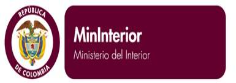 REPÚBLICA
DE COLOMBIA
MinInterior
Ministerio del Interior